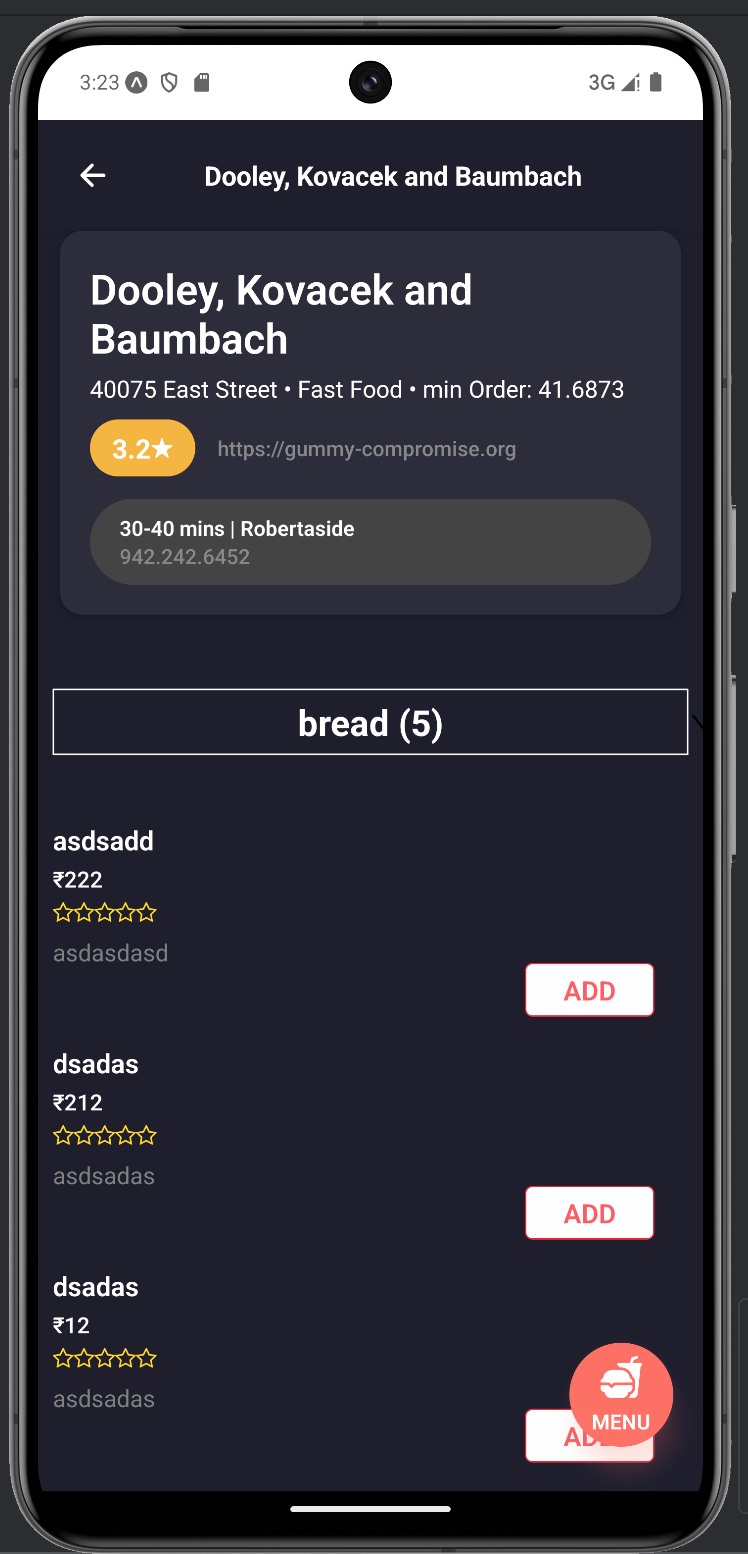 3:23
3G
Dooley, Kovacek and Baumbach
Dooley, Kovacek and
Baumbach
40075 East Street • Fast Food • min Order: 41.6873
3.2★ https://gummy-compromise.org
30-40 mins | Robertaside
942.242.6452
bread (5)
asdsadd
₹222
asdasdasd
ADD
dsadas
₹212
asdsadas
ADD
dsadas
₹12
asdsadas
MENU